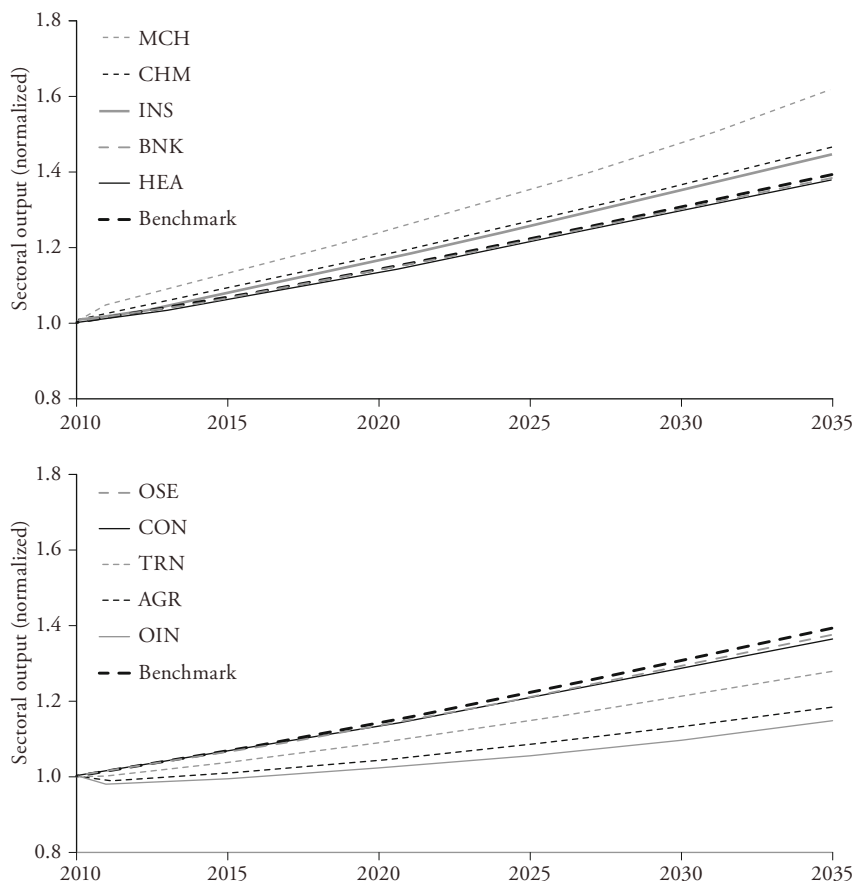 1.8
MCH
CHM
1.6
INS
BNK
1.4
HEA
Benchmark
1.2
1.0
0.8
Sectoral output (normalized)
2010 2015 2020 2025 2030 2035
1.8
OSE
CON
1.6
TRN
AGR
1.4
OIN
Benchmark
1.2
1.0
0.8
Sectoral output (normalized)
2010 2015 2020 2025 2030 2035